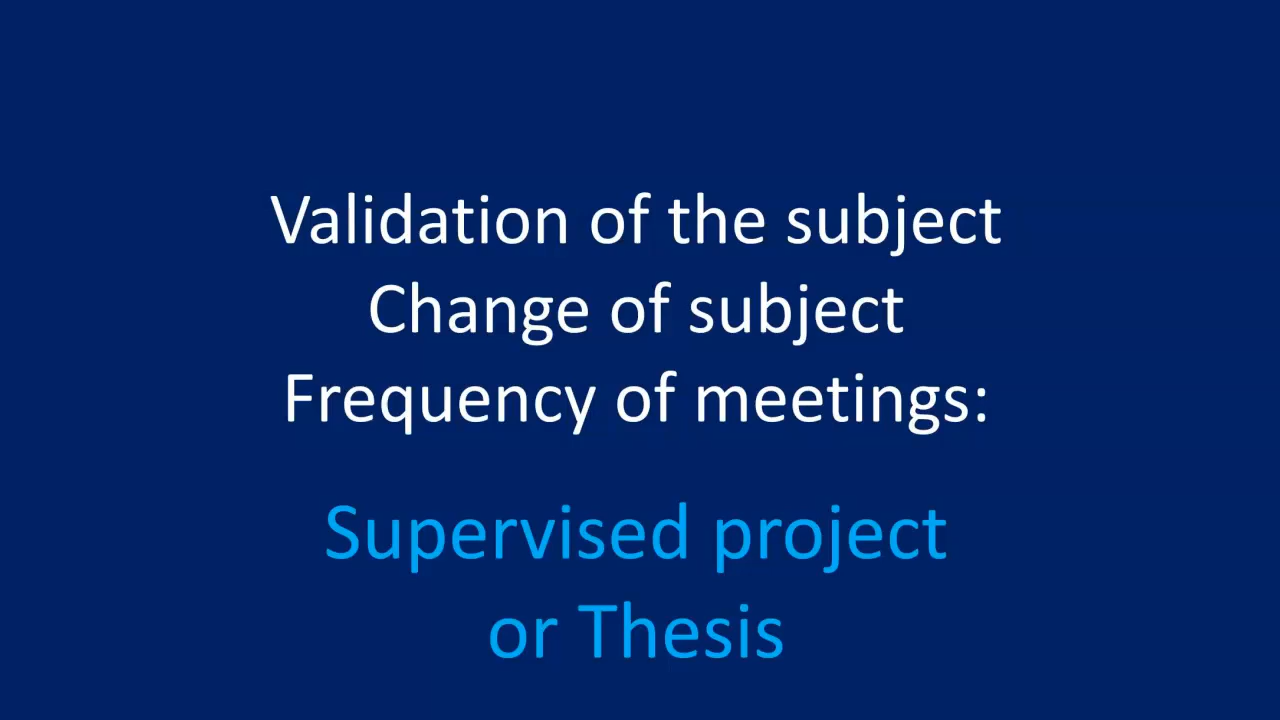 Validation of the subject
Change of subject
Frequency of meetings:
Supervised project
or Thesis